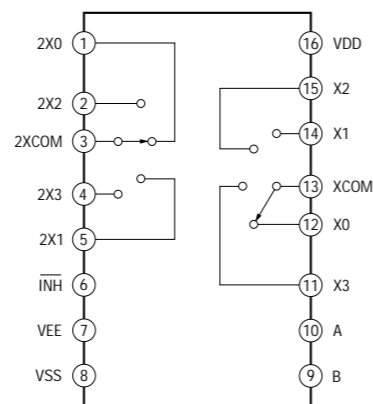 2X0 1 16 VDD
15 X2
2X2 2
14 X1
2XCOM 3
13 XCOM
2X3 4
12 X0
2X1 5
I̅N̅H̅ 6 11 X3
VEE 7 10 A
VSS 8 9 B